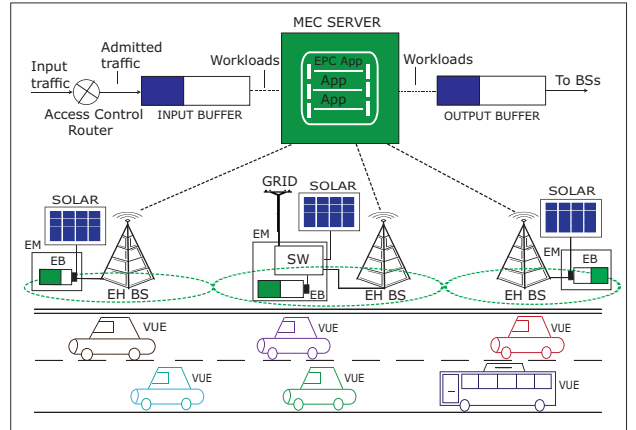 MEC SERVER
Input
traffic
Admitted
traffic
Workloads
EPC App
App
App
Workloads
To BSs
Access Control
Router
INPUT BUFFER
OUTPUT BUFFER
SOLAR
GRID
SOLAR
SOLAR
EM
EB
EH BS
EM
SW
EB
EH BS
EH BS
EM
EB
VUE
VUE
VUE
VUE
VUE
VUE